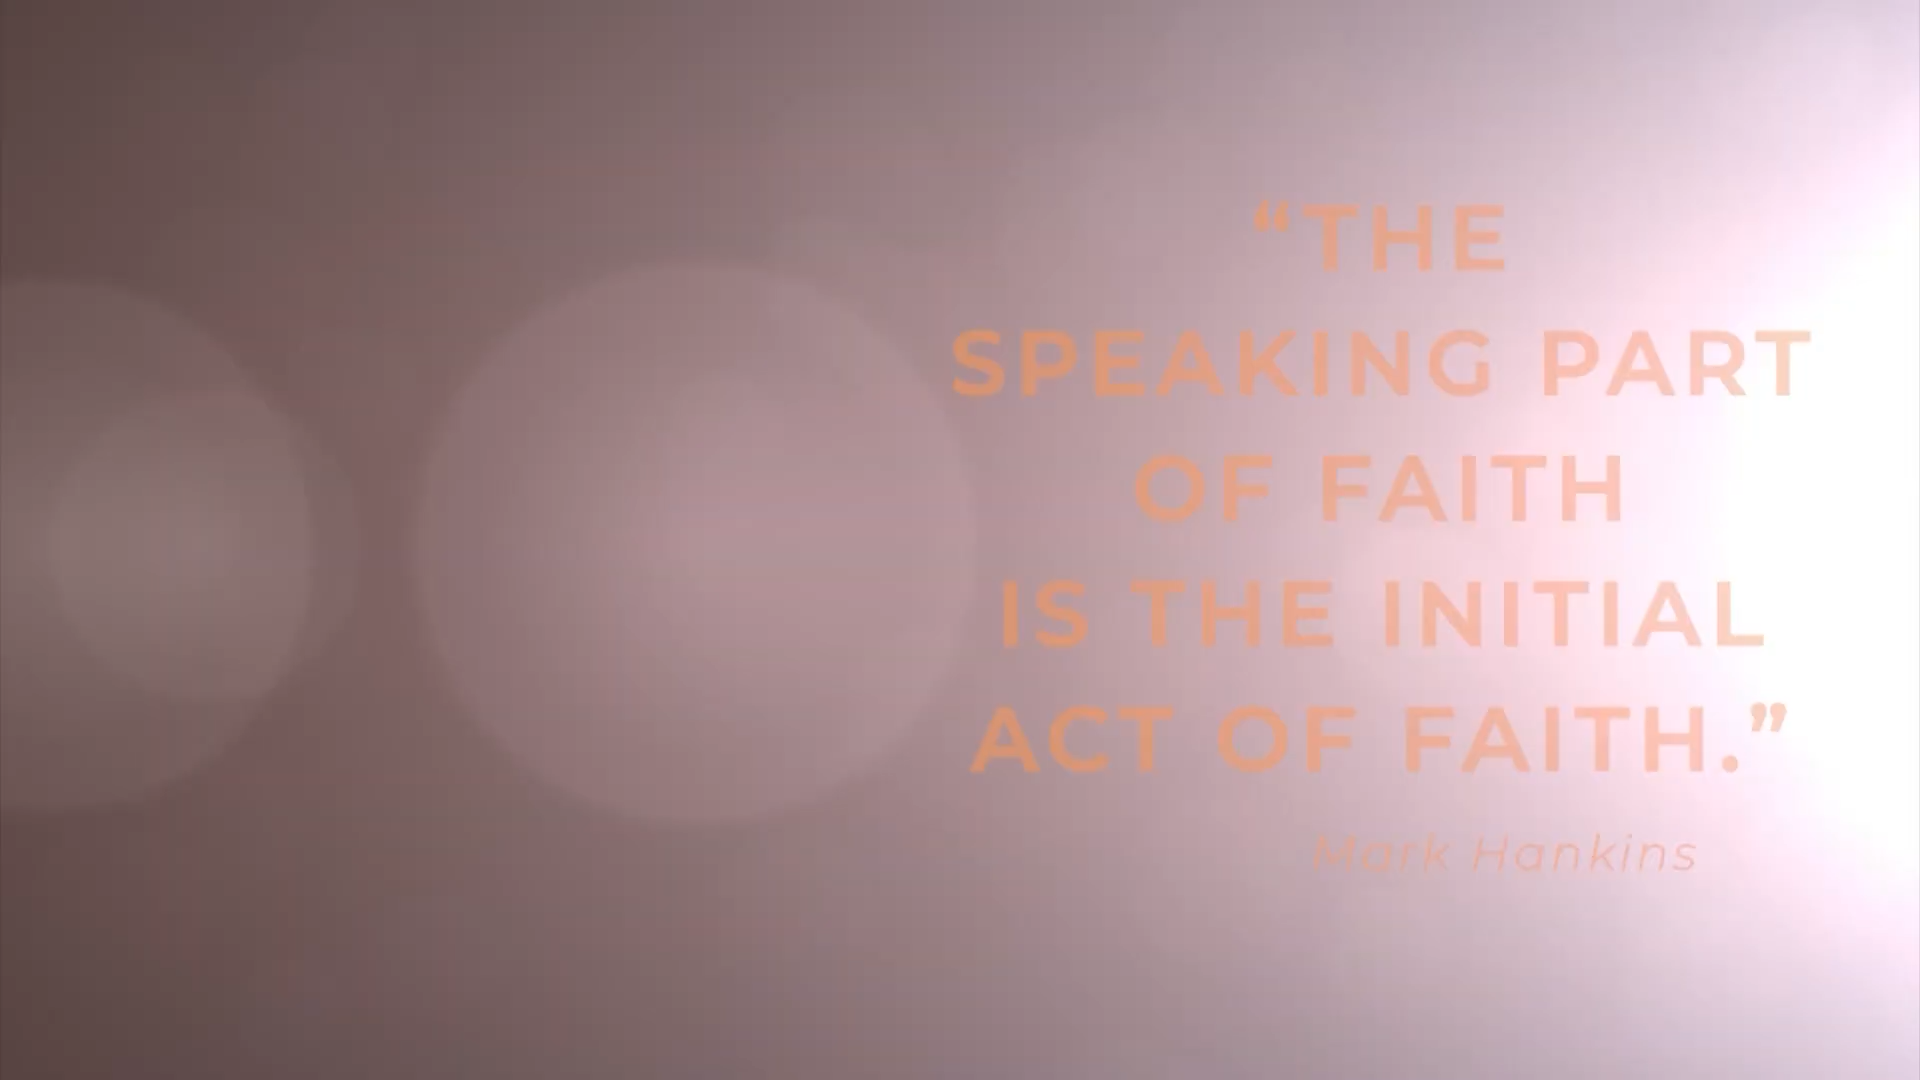 “THE
SPEAKING PART
OF FAITH
IS THE INITIAL
ACT OF FAITH.”
Mark Hankins